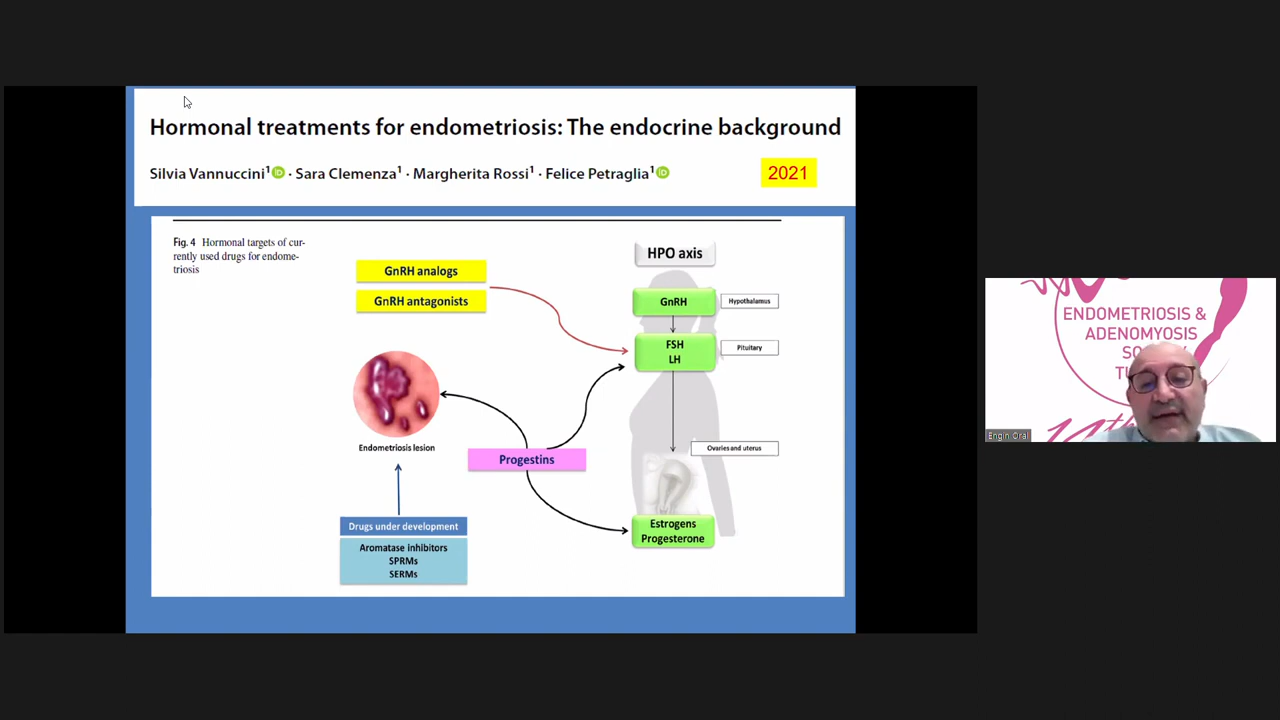 Hormonal treatments for endometriosis: The endocrine background
Silvia Vannuccini¹ · Sara Clemenza¹ · Margherita Rossi¹ · Felice Petraglia¹
2021
Fig. 4 Hormonal targets of cur-
rently used drugs for endome-
triosis
HPO axis
GnRH analogs
GnRH antagonists
GnRH
Hypothalamus
FSH
LH
Pituitary
Endometriosis lesion
Progestins
Ovaries and uterus
Drugs under development
Aromatase inhibitors
SPRMs
SERMs
Estrogens
Progesterone
ENDOMETRIOSIS &
ADENOMYOSIS
Engin Oral